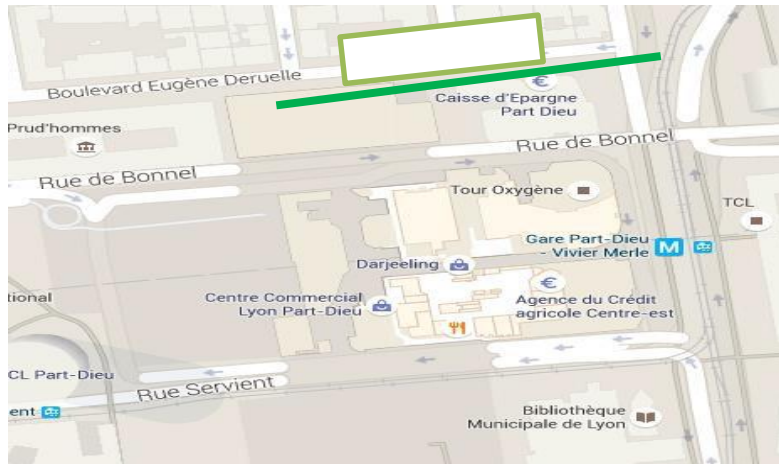 Boulevard Eugène Deruelle
Caisse d'Epargne
Part Dieu
Prud'hommes
Rue de Bonnel
Rue de Bonnel
Tour Oxygène
TCL
Gare Part-Dieu
- Vivier Merle
M
Darjeeling
tional
Centre Commercial
Lyon Part-Dieu
Agence du Crédit
agricole Centre-est
CL Part-Dieu
Rue Servient
ent
Bibliothèque
Municipale de Lyon